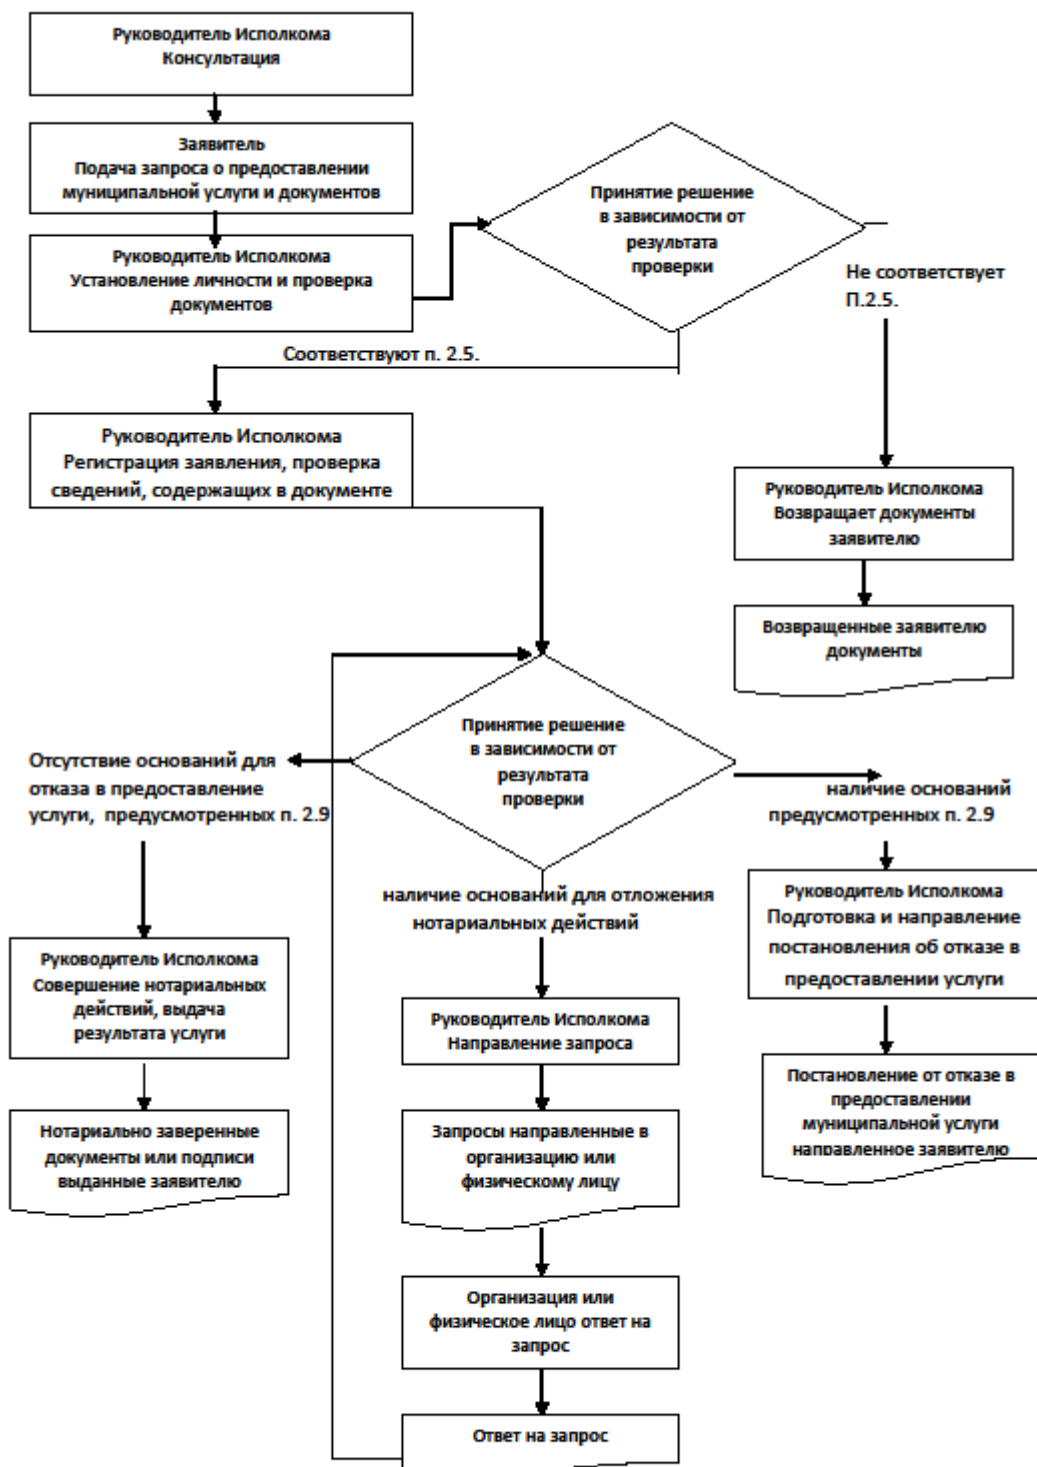 Руководитель Исполкома
Консультация
Заявитель
Подача запроса о предоставлении
муниципальной услуги и документов
Руководитель Исполкома
Установление личности и проверка
документов
Принятие решение
в зависимости от
результата
проверки
Не соответствует
П.2.5.
Соответствуют п. 2.5.
Руководитель Исполкома
Регистрация заявления, проверка
сведений, содержащих в документе
Руководитель Исполкома
Возвращает документы
заявителю
Возвращенные заявителю
документы
Принятие решение
в зависимости от
результата
проверки
Отсутствие оснований для
отказа в предоставление
услуги, предусмотренных п. 2.9
наличие оснований
предусмотренных п. 2.9
наличие оснований для отложения
нотариальных действий
Руководитель Исполкома
Подготовка и направление
постановления об отказе в
предоставлении услуги
Руководитель Исполкома
Совершение нотариальных
действий, выдача
результата услуги
Руководитель Исполкома
Направление запроса
Постановление от отказе в
предоставлении
муниципальной услуги
направленное заявителю
Нотариально заверенные
документы или подписи
выданные заявителю
Запросы направленные в
организацию или
физическому лицу
Организация или
физическое лицо ответ на
запрос
Ответ на запрос